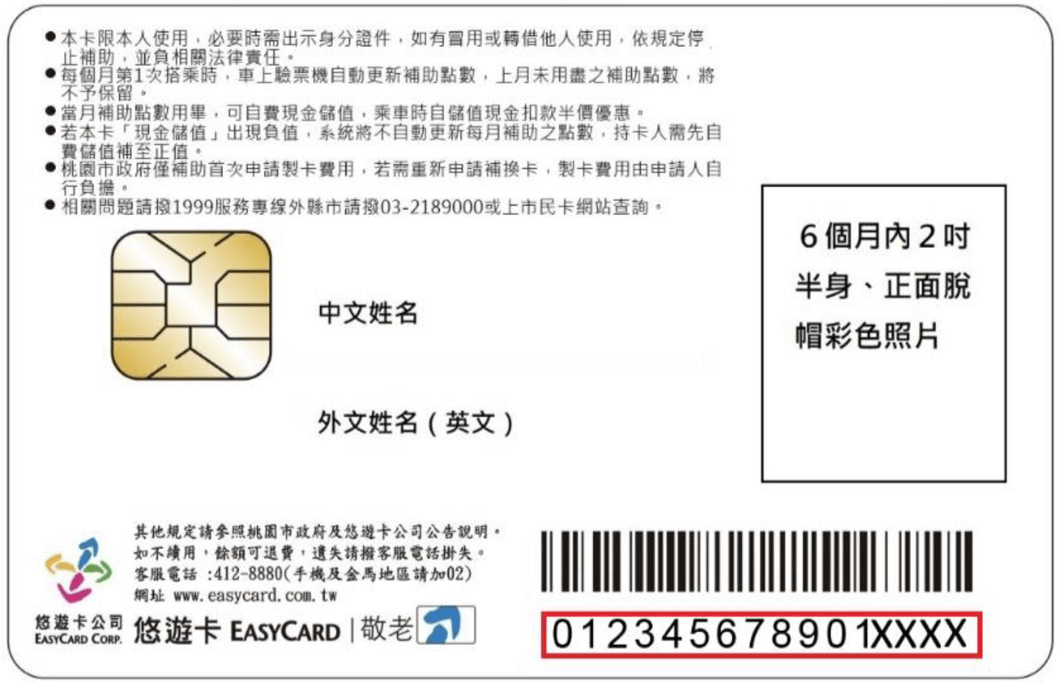 ●本卡限本人使用，必要時需出示身分證件，如有冒用或轉借他人使用，依規定停
止補助，並負相關法律責任。
●每個月第1次搭乘時，車上驗票機自動更新補助點數，上月未用盡之補助點數，將
不予保留。
●當月補助點數用畢，可自費現金儲值，乘車時自儲值現金扣款半價優惠。
●若本卡「現金儲值」出現負值，系統將不自動更新每月補助之點數，持卡人需先自
費儲值補至正值。
●桃園市政府僅補助首次申請製卡費用，若需重新申請補換卡，製卡費用由申請人自
行負擔。
●相關問題請撥1999服務專線外縣市請撥03-2189000或上市民卡網站查詢。
6個月內2吋
半身、正面脫
帽彩色照片
中文姓名
外文姓名(英文)
其他規定請參照桃園市政府及悠遊卡公司公告說明。
如不續用，餘額可退費，遺失請撥客服電話掛失。
客服電話:412-8880(手機及金馬地區請加02)
網址 www.easycard.com.tw
悠遊卡公司
EASYCARD CORP.
悠遊卡 EASYCARD | 敬老
012345678901XXXX